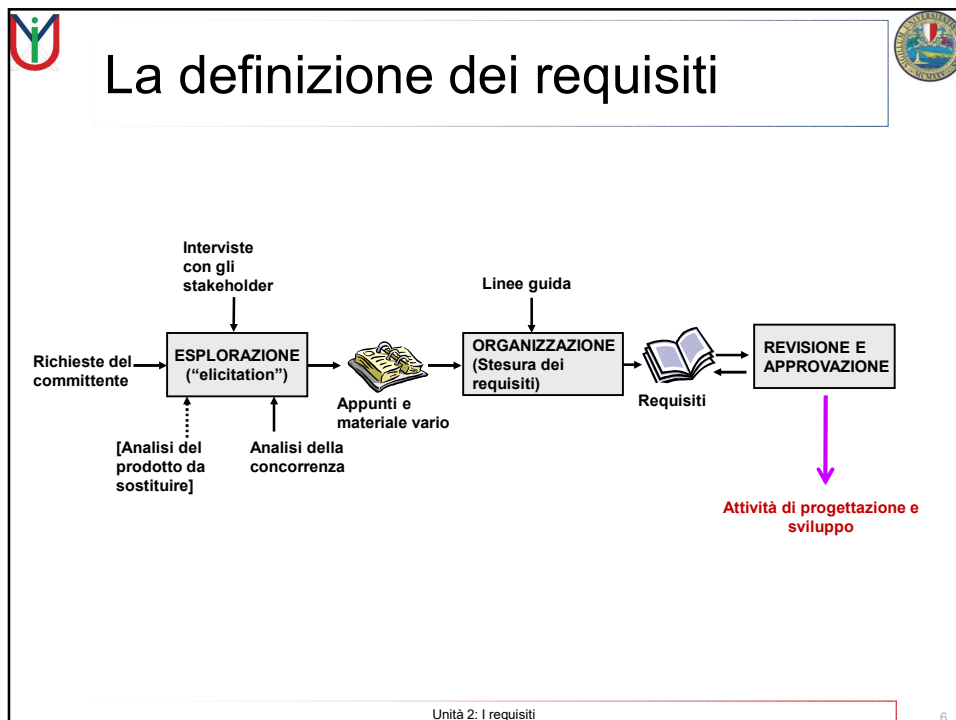 La definizione dei requisiti
Interviste
con gli
stakeholder
Linee guida
Richieste del
committente
ESPLORAZIONE
(“elicitation”)
Appunti e
materiale vario
ORGANIZZAZIONE
(Stesura dei
requisiti)
Requisiti
REVISIONE E
APPROVAZIONE
[Analisi del
prodotto da
sostituire]
Analisi della
concorrenza
Attività di progettazione e
sviluppo
Unità 2: I requisiti
6